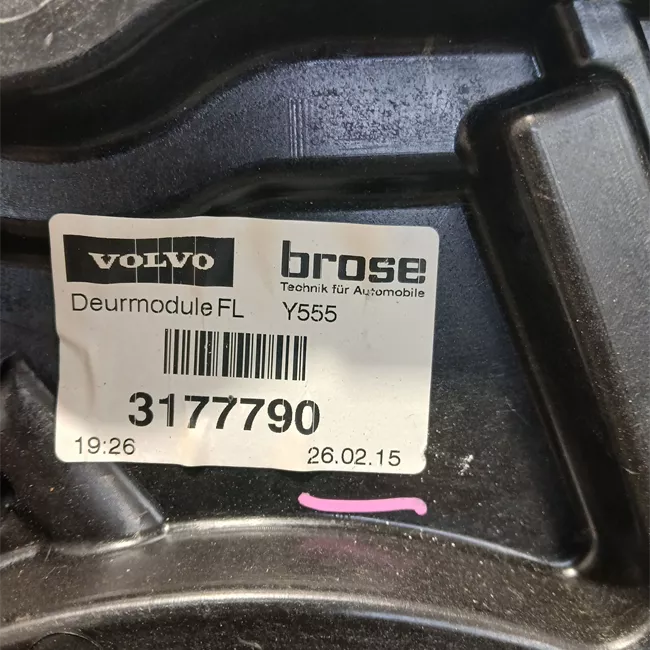 VOLVO
brose
Technik für Automobile
Deurmodule FL Y555
3177790
19:26 26.02.15